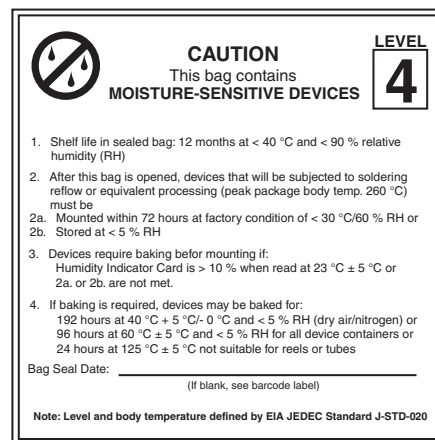 LEVEL
CAUTION
4
This bag contains
MOISTURE-SENSITIVE DEVICES
1. Shelf life in sealed bag: 12 months at < 40 °C and < 90 % relative
humidity (RH)
2. After this bag is opened, devices that will be subjected to soldering
reflow or equivalent processing (peak package body temp. 260 °C)
must be
2a. Mounted within 72 hours at factory condition of < 30 °C/60 % RH or
2b. Stored at < 5 % RH
3. Devices require baking befor mounting if:
Humidity Indicator Card is > 10 % when read at 23 °C ± 5 °C or
2a. or 2b. are not met.
4. If baking is required, devices may be baked for:
192 hours at 40 °C + 5 °C/- 0 °C and < 5 % RH (dry air/nitrogen) or
96 hours at 60 °C ± 5 °C and < 5 % RH for all device containers or
24 hours at 125 °C ± 5 °C not suitable for reels or tubes
Bag Seal Date:
(If blank, see barcode label)
Note: Level and body temperature defined by EIA JEDEC Standard J-STD-020